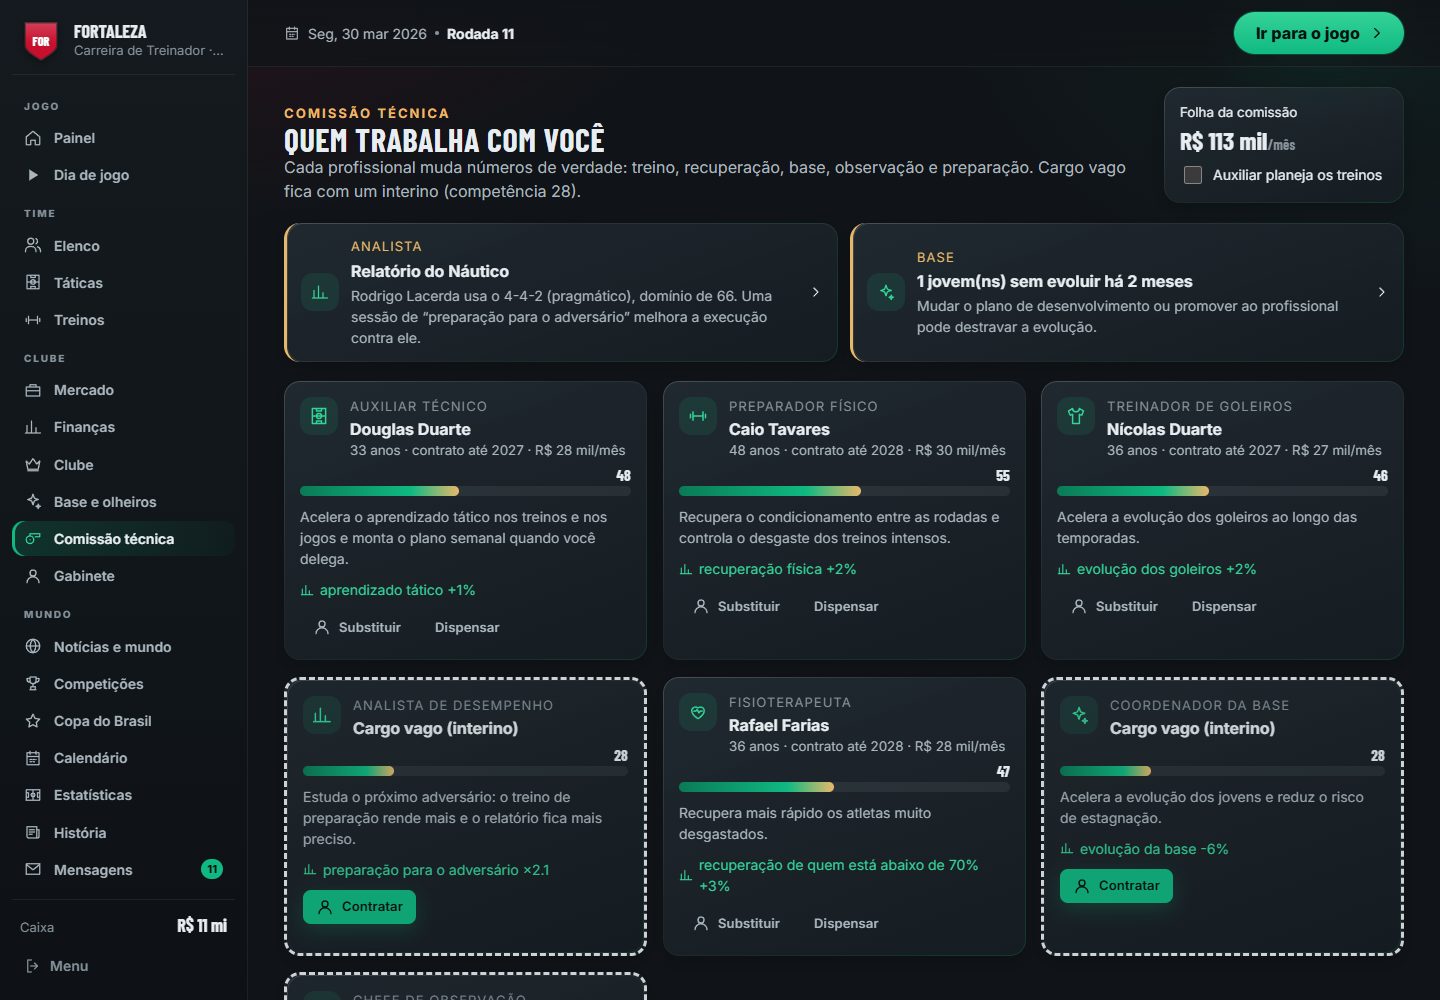 FOR
FORTALEZA
Carreira de Treinador ·...
JOGO
Painel
Dia de jogo
TIME
Elenco
Táticas
Treinos
CLUBE
Mercado
Finanças
Clube
Base e olheiros
Comissão técnica
Gabinete
MUNDO
Notícias e mundo
Competições
Copa do Brasil
Calendário
Estatísticas
História
Mensagens 11
Caixa R$ 11 mi
Menu
Seg, 30 mar 2026 • Rodada 11
Ir para o jogo
COMISSÃO TÉCNICA
QUEM TRABALHA COM VOCÊ
Cada profissional muda números de verdade: treino, recuperação, base, observação e preparação. Cargo vago
fica com um interino (competência 28).
Folha da comissão
R$ 113 mil/mês
Auxiliar planeja os treinos
ANALISTA
Relatório do Náutico
Rodrigo Lacerda usa o 4-4-2 (pragmático), domínio de 66. Uma
sessão de “preparação para o adversário” melhora a execução
contra ele.
BASE
1 jovem(ns) sem evoluir há 2 meses
Mudar o plano de desenvolvimento ou promover ao profissional
pode destravar a evolução.
AUXILIAR TÉCNICO
Douglas Duarte
33 anos · contrato até 2027 · R$ 28 mil/mês
48
Acelera o aprendizado tático nos treinos e nos
jogos e monta o plano semanal quando você
delega.
aprendizado tático +1%
Substituir Dispensar
PREPARADOR FÍSICO
Caio Tavares
48 anos · contrato até 2028 · R$ 30 mil/mês
55
Recupera o condicionamento entre as rodadas e
controla o desgaste dos treinos intensos.
recuperação física +2%
Substituir Dispensar
TREINADOR DE GOLEIROS
Nícolas Duarte
36 anos · contrato até 2027 · R$ 27 mil/mês
46
Acelera a evolução dos goleiros ao longo das
temporadas.
evolução dos goleiros +2%
Substituir Dispensar
ANALISTA DE DESEMPENHO
Cargo vago (interino)
28
Estuda o próximo adversário: o treino de
preparação rende mais e o relatório fica mais
preciso.
preparação para o adversário ×2.1
Contratar
FISIOTERAPEUTA
Rafael Farias
36 anos · contrato até 2028 · R$ 28 mil/mês
47
Recupera mais rápido os atletas muito
desgastados.
recuperação de quem está abaixo de 70%
+3%
Substituir Dispensar
COORDENADOR DA BASE
Cargo vago (interino)
28
Acelera a evolução dos jovens e reduz o risco
de estagnação.
evolução da base -6%
Contratar
CHEFE DE OBSERVAÇÃO